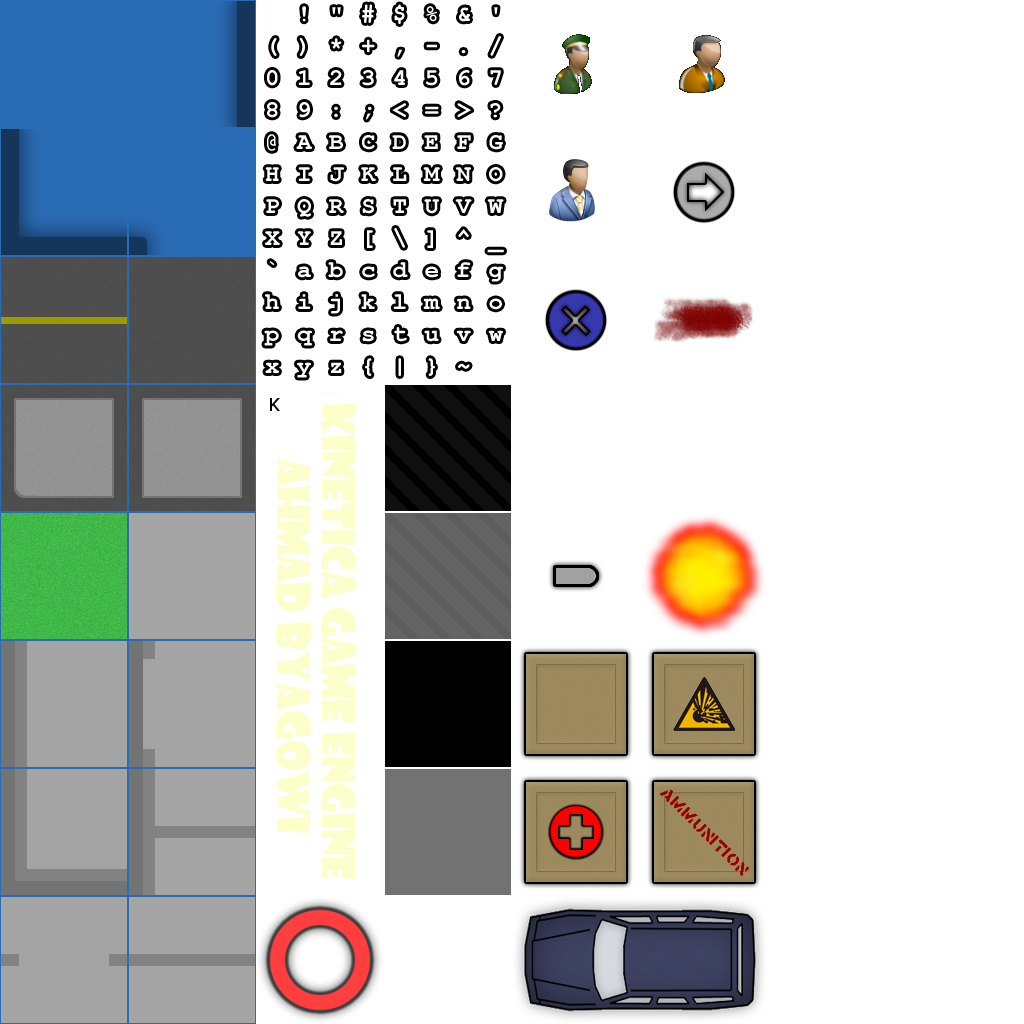 ! " # $ % & '
( ) * + , - . /
0 1 2 3 4 5 6 7
8 9 : ; < = > ?
@ A B C D E F G
H I J K L M N O
P Q R S T U V W
X Y Z [ \ ] ^ _
` a b c d e f g
h i j k l m n o
p q r s t u v w
x y z { | } ~
K
KINETICA GAME ENGINE
AHMAD BYAGOWI
AMMUNITION